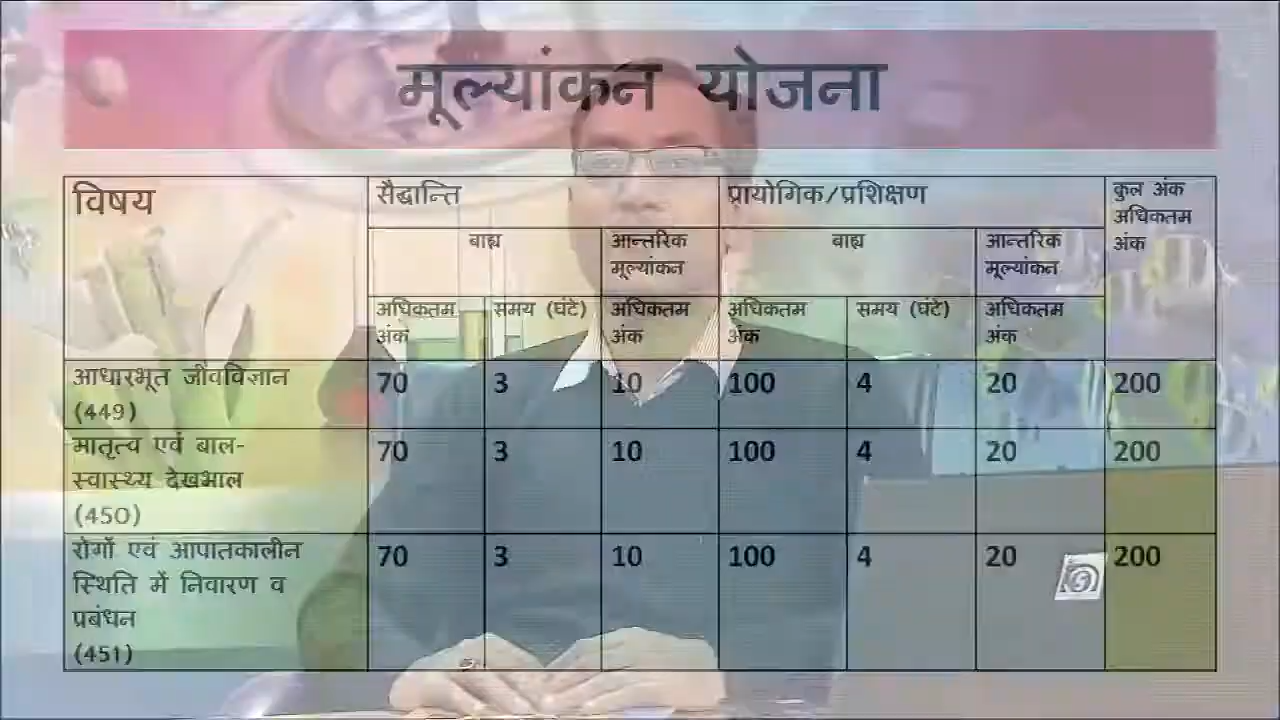 मूल्यांकन योजना
विषय सैद्धान्ति प्रायोगिक/प्रशिक्षण कुल अंक
अधिकतम
अंक
बाह्य आन्तरिक
मूल्यांकन बाह्य आन्तरिक
मूल्यांकन
अधिकतम
अंक समय (घंटे) अधिकतम
अंक अधिकतम
अंक समय (घंटे) अधिकतम
अंक
आधारभूत जीवविज्ञान
(449) 70 3 10 100 4 20 200
मातृत्व एवं बाल-
स्वास्थ्य देखभाल
(450) 70 3 10 100 4 20 200
रोगों एवं आपातकालीन
स्थिति में निवारण व
प्रबंधन
(451) 70 3 10 100 4 20 200